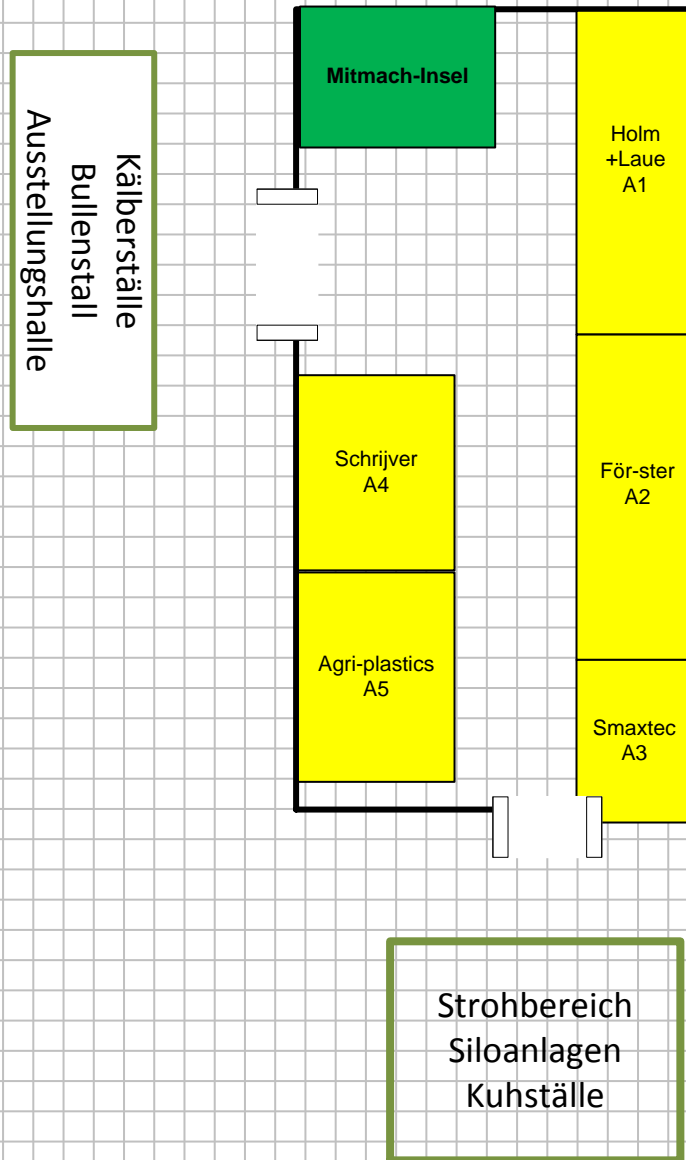 Mitmach-Insel
Holm
+Laue
A1
Kälberställe
Bullenstall
Ausstellungshalle
Schrijver
A4
För-ster
A2
Agri-plastics
A5
Smaxtec
A3
Strohbereich
Siloanlagen
Kuhställe